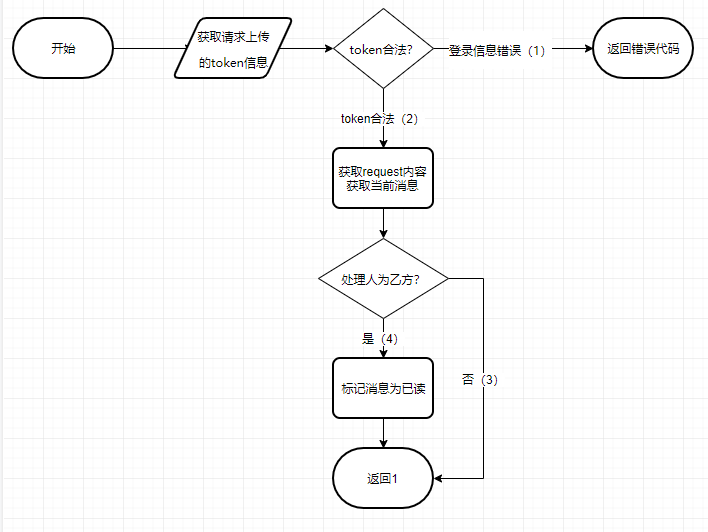 开始
获取请求上传
的token信息
token合法?
登录信息错误（1）
返回错误代码
token合法（2）
获取request内容
获取当前消息
处理人为乙方?
是（4）
否（3）
标记消息为已读
返回1